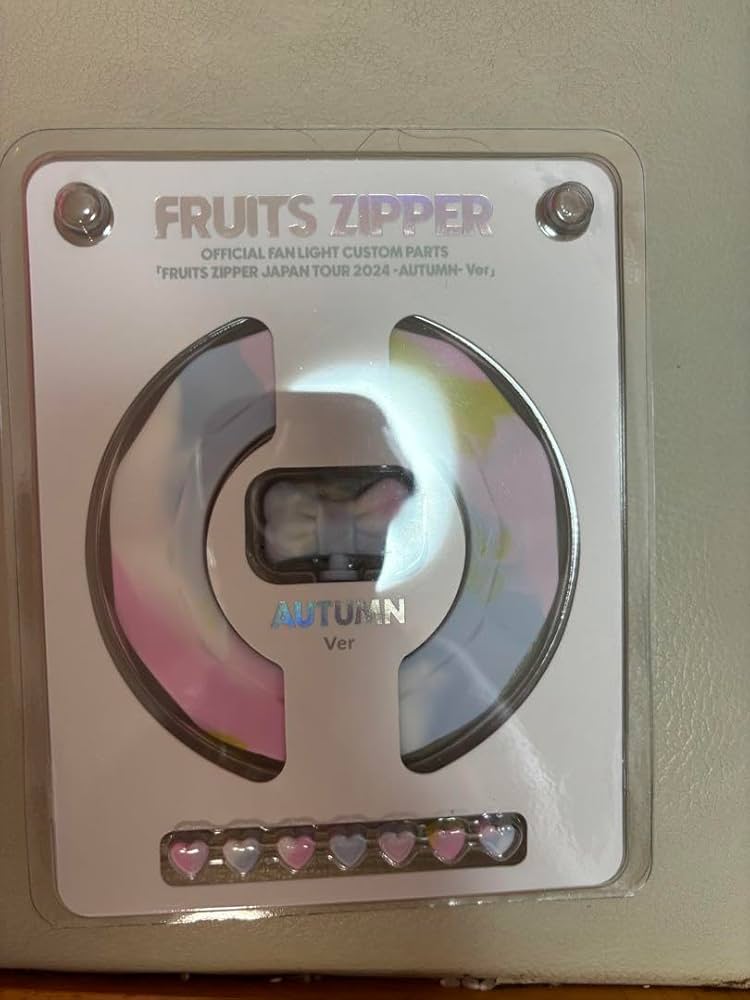 FRUITS ZIPPER
OFFICIAL FAN LIGHT CUSTOM PARTS
「FRUITS ZIPPER JAPAN TOUR 2024 -AUTUMN- Ver」
AUTUMN
Ver